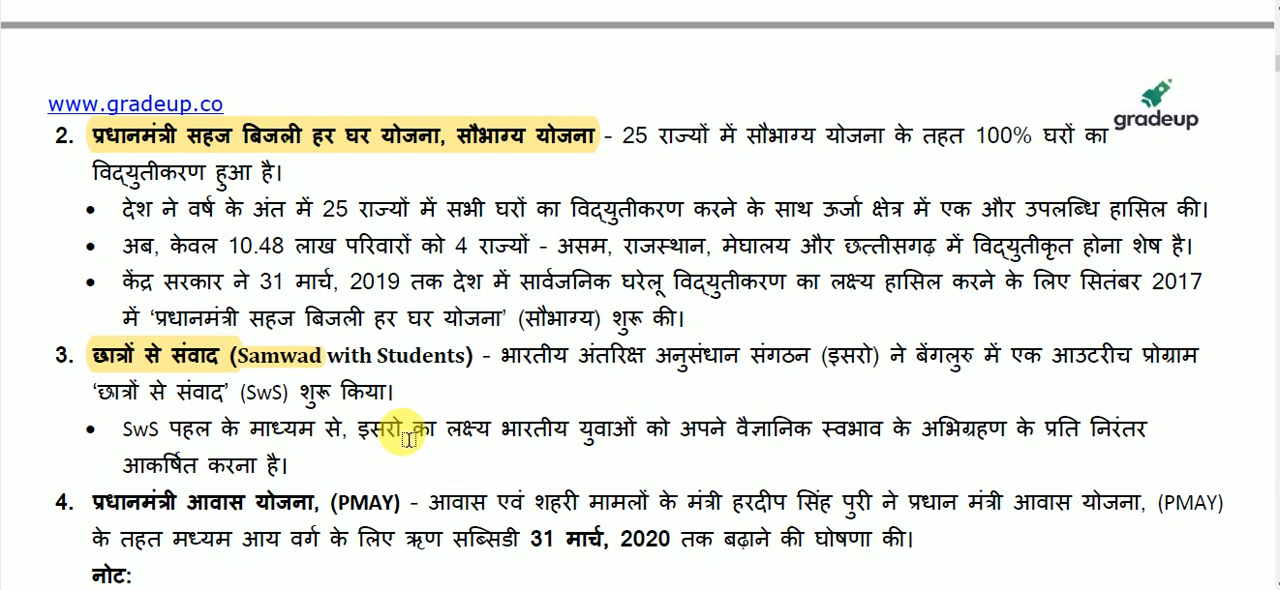 www.gradeup.co
gradeup
2. प्रधानमंत्री सहज बिजली हर घर योजना, सौभाग्य योजना - 25 राज्यों में सौभाग्य योजना के तहत 100% घरों का
विद्युतीकरण हुआ है।
• देश ने वर्ष के अंत में 25 राज्यों में सभी घरों का विद्युतीकरण करने के साथ ऊर्जा क्षेत्र में एक और उपलब्धि हासिल की।
• अब, केवल 10.48 लाख परिवारों को 4 राज्यों - असम, राजस्थान, मेघालय और छत्तीसगढ़ में विद्युतीकृत होना शेष है।
• केंद्र सरकार ने 31 मार्च, 2019 तक देश में सार्वजनिक घरेलू विद्युतीकरण का लक्ष्य हासिल करने के लिए सितंबर 2017
में ‘प्रधानमंत्री सहज बिजली हर घर योजना’ (सौभाग्य) शुरू की।
3. छात्रों से संवाद (Samwad with Students) - भारतीय अंतरिक्ष अनुसंधान संगठन (इसरो) ने बेंगलुरु में एक आउटरीच प्रोग्राम
‘छात्रों से संवाद’ (SwS) शुरू किया।
• SwS पहल के माध्यम से, इसरो का लक्ष्य भारतीय युवाओं को अपने वैज्ञानिक स्वभाव के अभिग्रहण के प्रति निरंतर
आकर्षित करना है।
4. प्रधानमंत्री आवास योजना, (PMAY) - आवास एवं शहरी मामलों के मंत्री हरदीप सिंह पुरी ने प्रधान मंत्री आवास योजना, (PMAY)
के तहत मध्यम आय वर्ग के लिए ऋण सब्सिडी 31 मार्च, 2020 तक बढ़ाने की घोषणा की।
नोट: